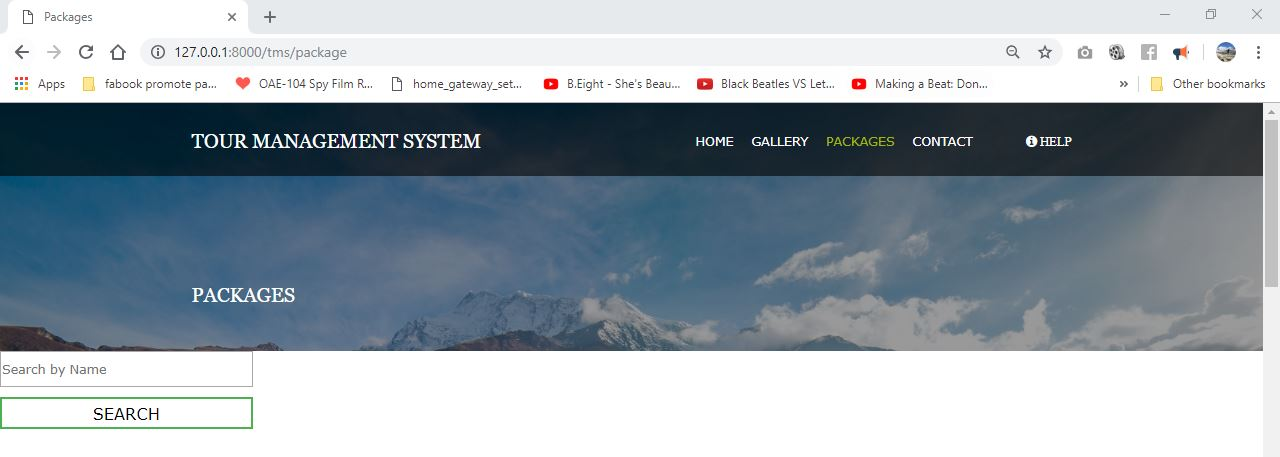 Packages
127.0.0.1:8000/tms/package
Apps fabook promote pa... OAE-104 Spy Film R... home_gateway_set... B.Eight - She's Beau... Black Beatles VS Let... Making a Beat: Don... » Other bookmarks
TOUR MANAGEMENT SYSTEM HOME GALLERY PACKAGES CONTACT HELP
PACKAGES
Search by Name
SEARCH